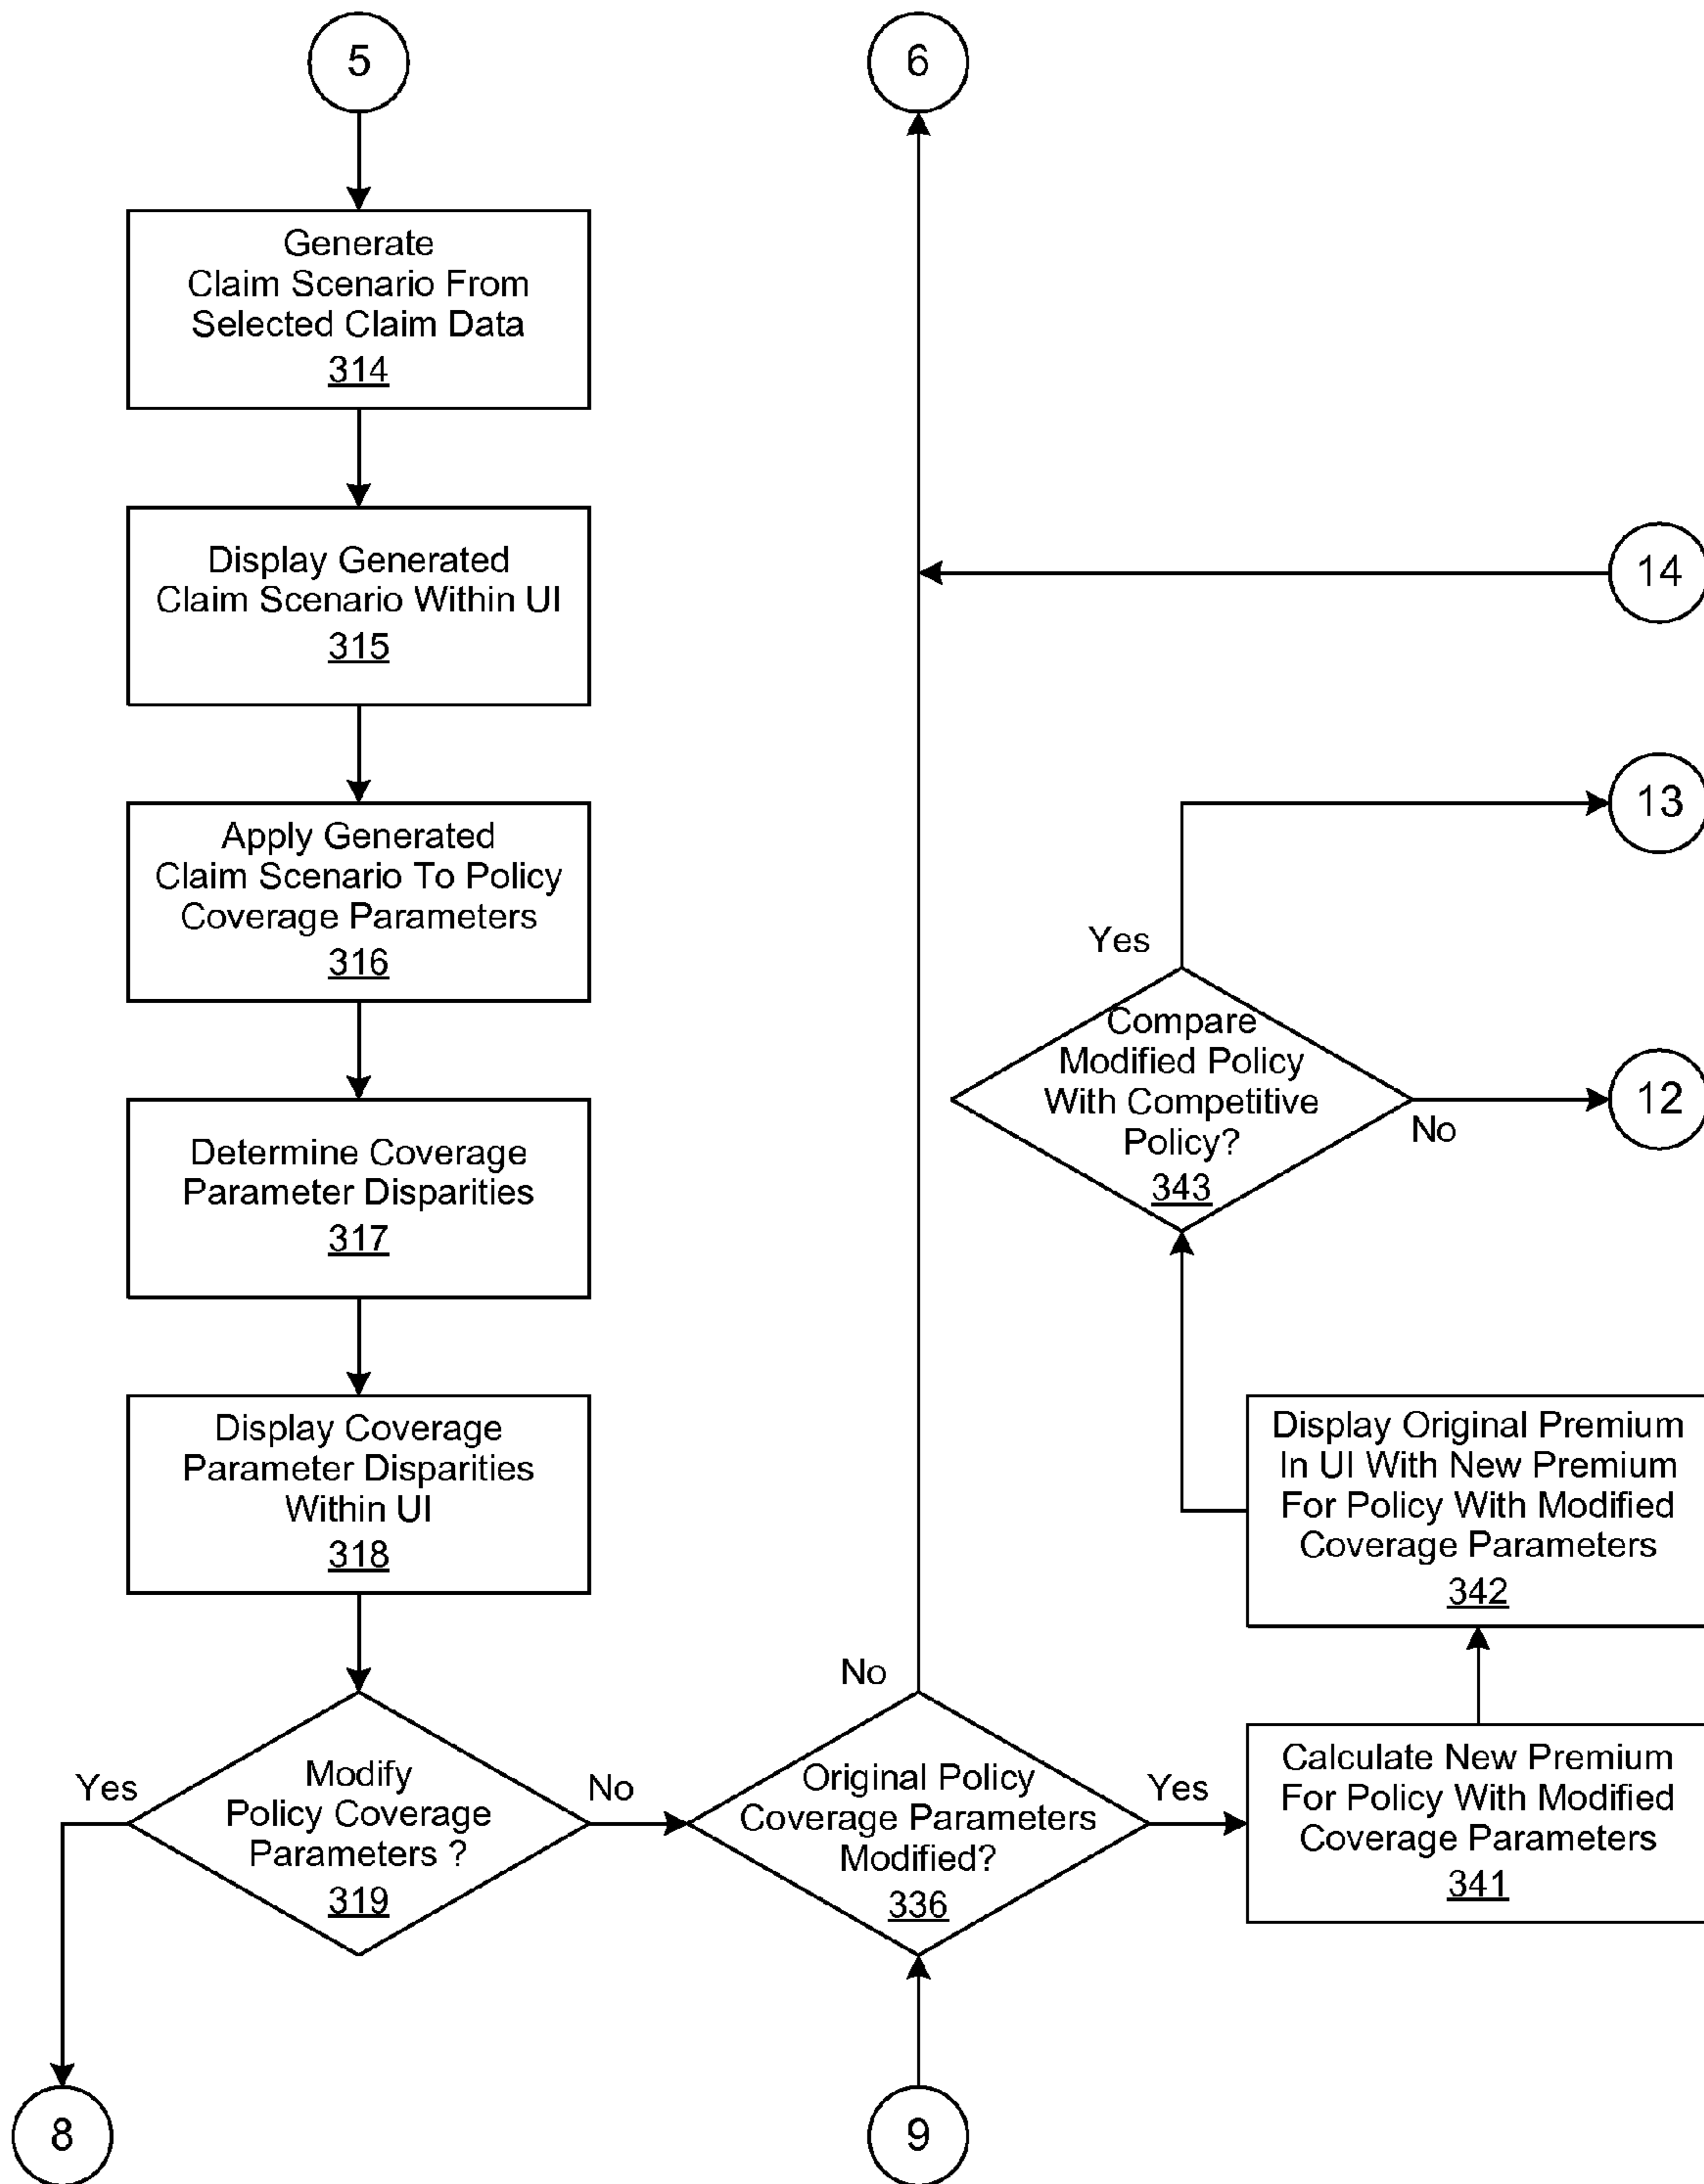 5
6
Generate
Claim Scenario From
Selected Claim Data
314
Display Generated
Claim Scenario Within UI
315
14
Apply Generated
Claim Scenario To Policy
Coverage Parameters
316
13
Yes
Compare
Modified Policy
With Competitive
Policy?
343
No
12
Determine Coverage
Parameter Disparities
317
Display Coverage
Parameter Disparities
Within UI
318
Display Original Premium
In UI With New Premium
For Policy With Modified
Coverage Parameters
342
Yes
Modify
Policy Coverage
Parameters ?
319
No
No
Original Policy
Coverage Parameters
Modified?
336
Yes
Calculate New Premium
For Policy With Modified
Coverage Parameters
341
8
9